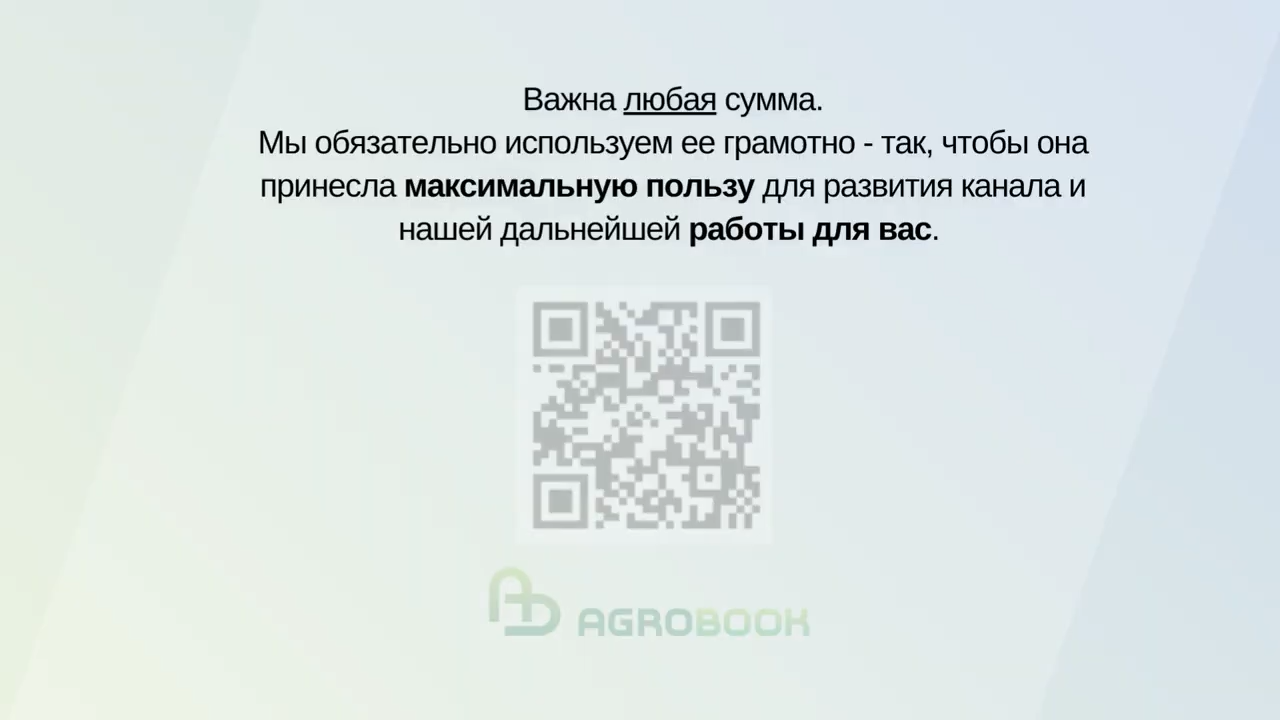 Важна любая сумма.
Мы обязательно используем ее грамотно - так, чтобы она
принесла максимальную пользу для развития канала и
нашей дальнейшей работы для вас.
AGROBOOK